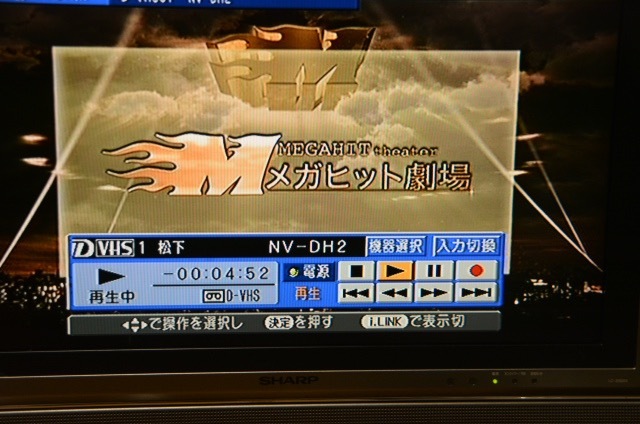 NV-DH2
MEGAHIT theater
メガヒット劇場
D VHS 1 松下 NV-DH2 機器選択 入力切換
-00:04:52 電源
再生中 D-VHS 再生
で操作を選択し 決定 を押す i.LINK で表示切
SHARP